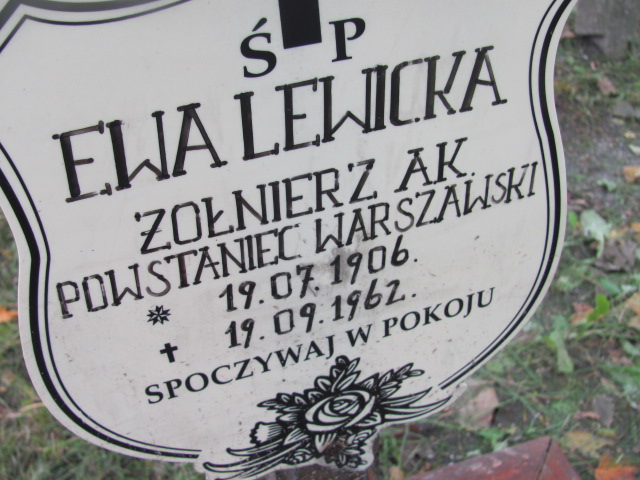 Ś P
EWA LEWICKA
ŻOŁNIERZ AK.
POWSTANIEC WARSZAWSKI
19.07.1906.
19.09.1962.
SPOCZYWAJ W POKOJU